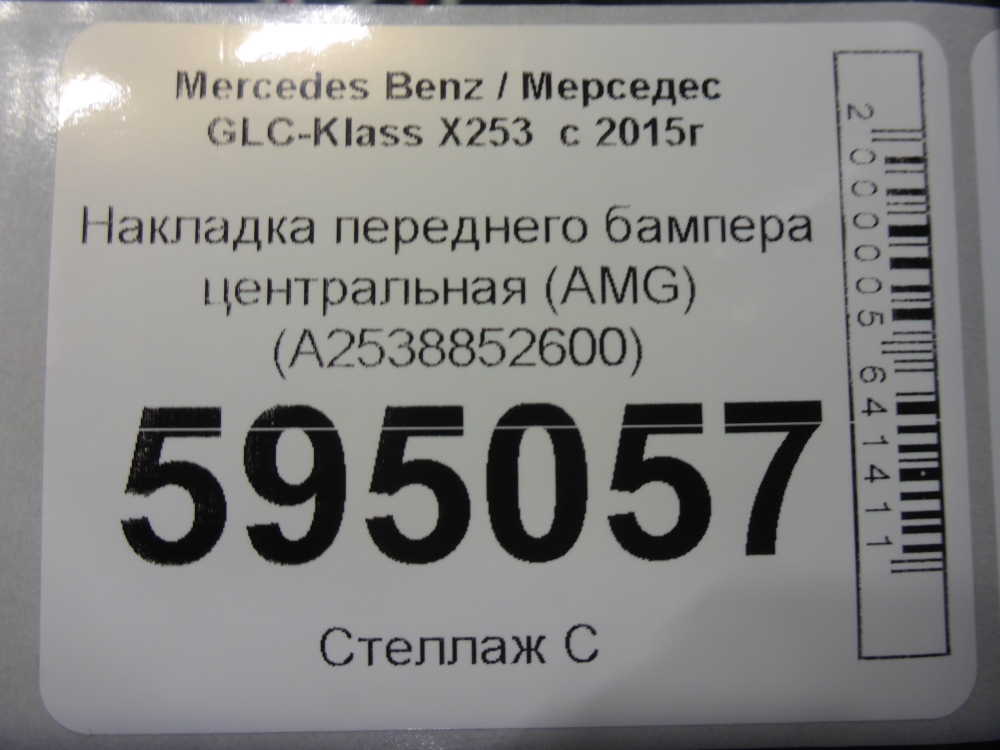 Mercedes Benz / Мерседес
GLC-Klass X253 с 2015г
Накладка переднего бампера
центральная (AMG)
(A2538852600)
595057
Стеллаж С
2000005641411